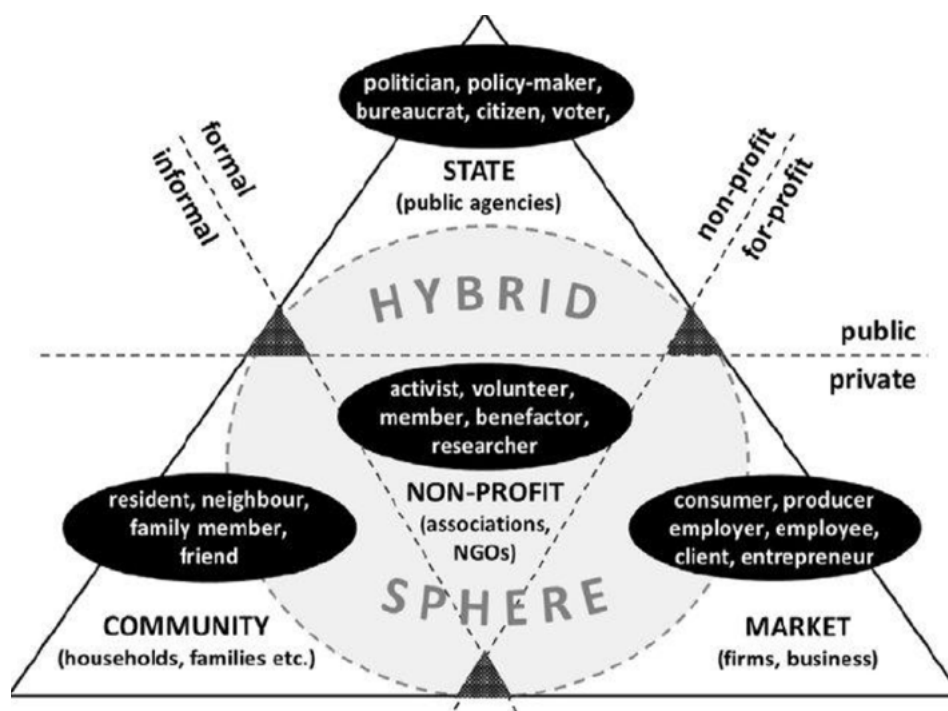 politician, policy-maker,
bureaucrat, citizen, voter,
STATE
(public agencies)
formal
informal
non-profit
for-profit
HYBRID
public
private
activist, volunteer,
member, benefactor,
researcher
NON-PROFIT
(associations,
NGOs)
resident, neighbour,
family member,
friend
consumer, producer
employer, employee,
client, entrepreneur
SPHERE
COMMUNITY
(households, families etc.)
MARKET
(firms, business)